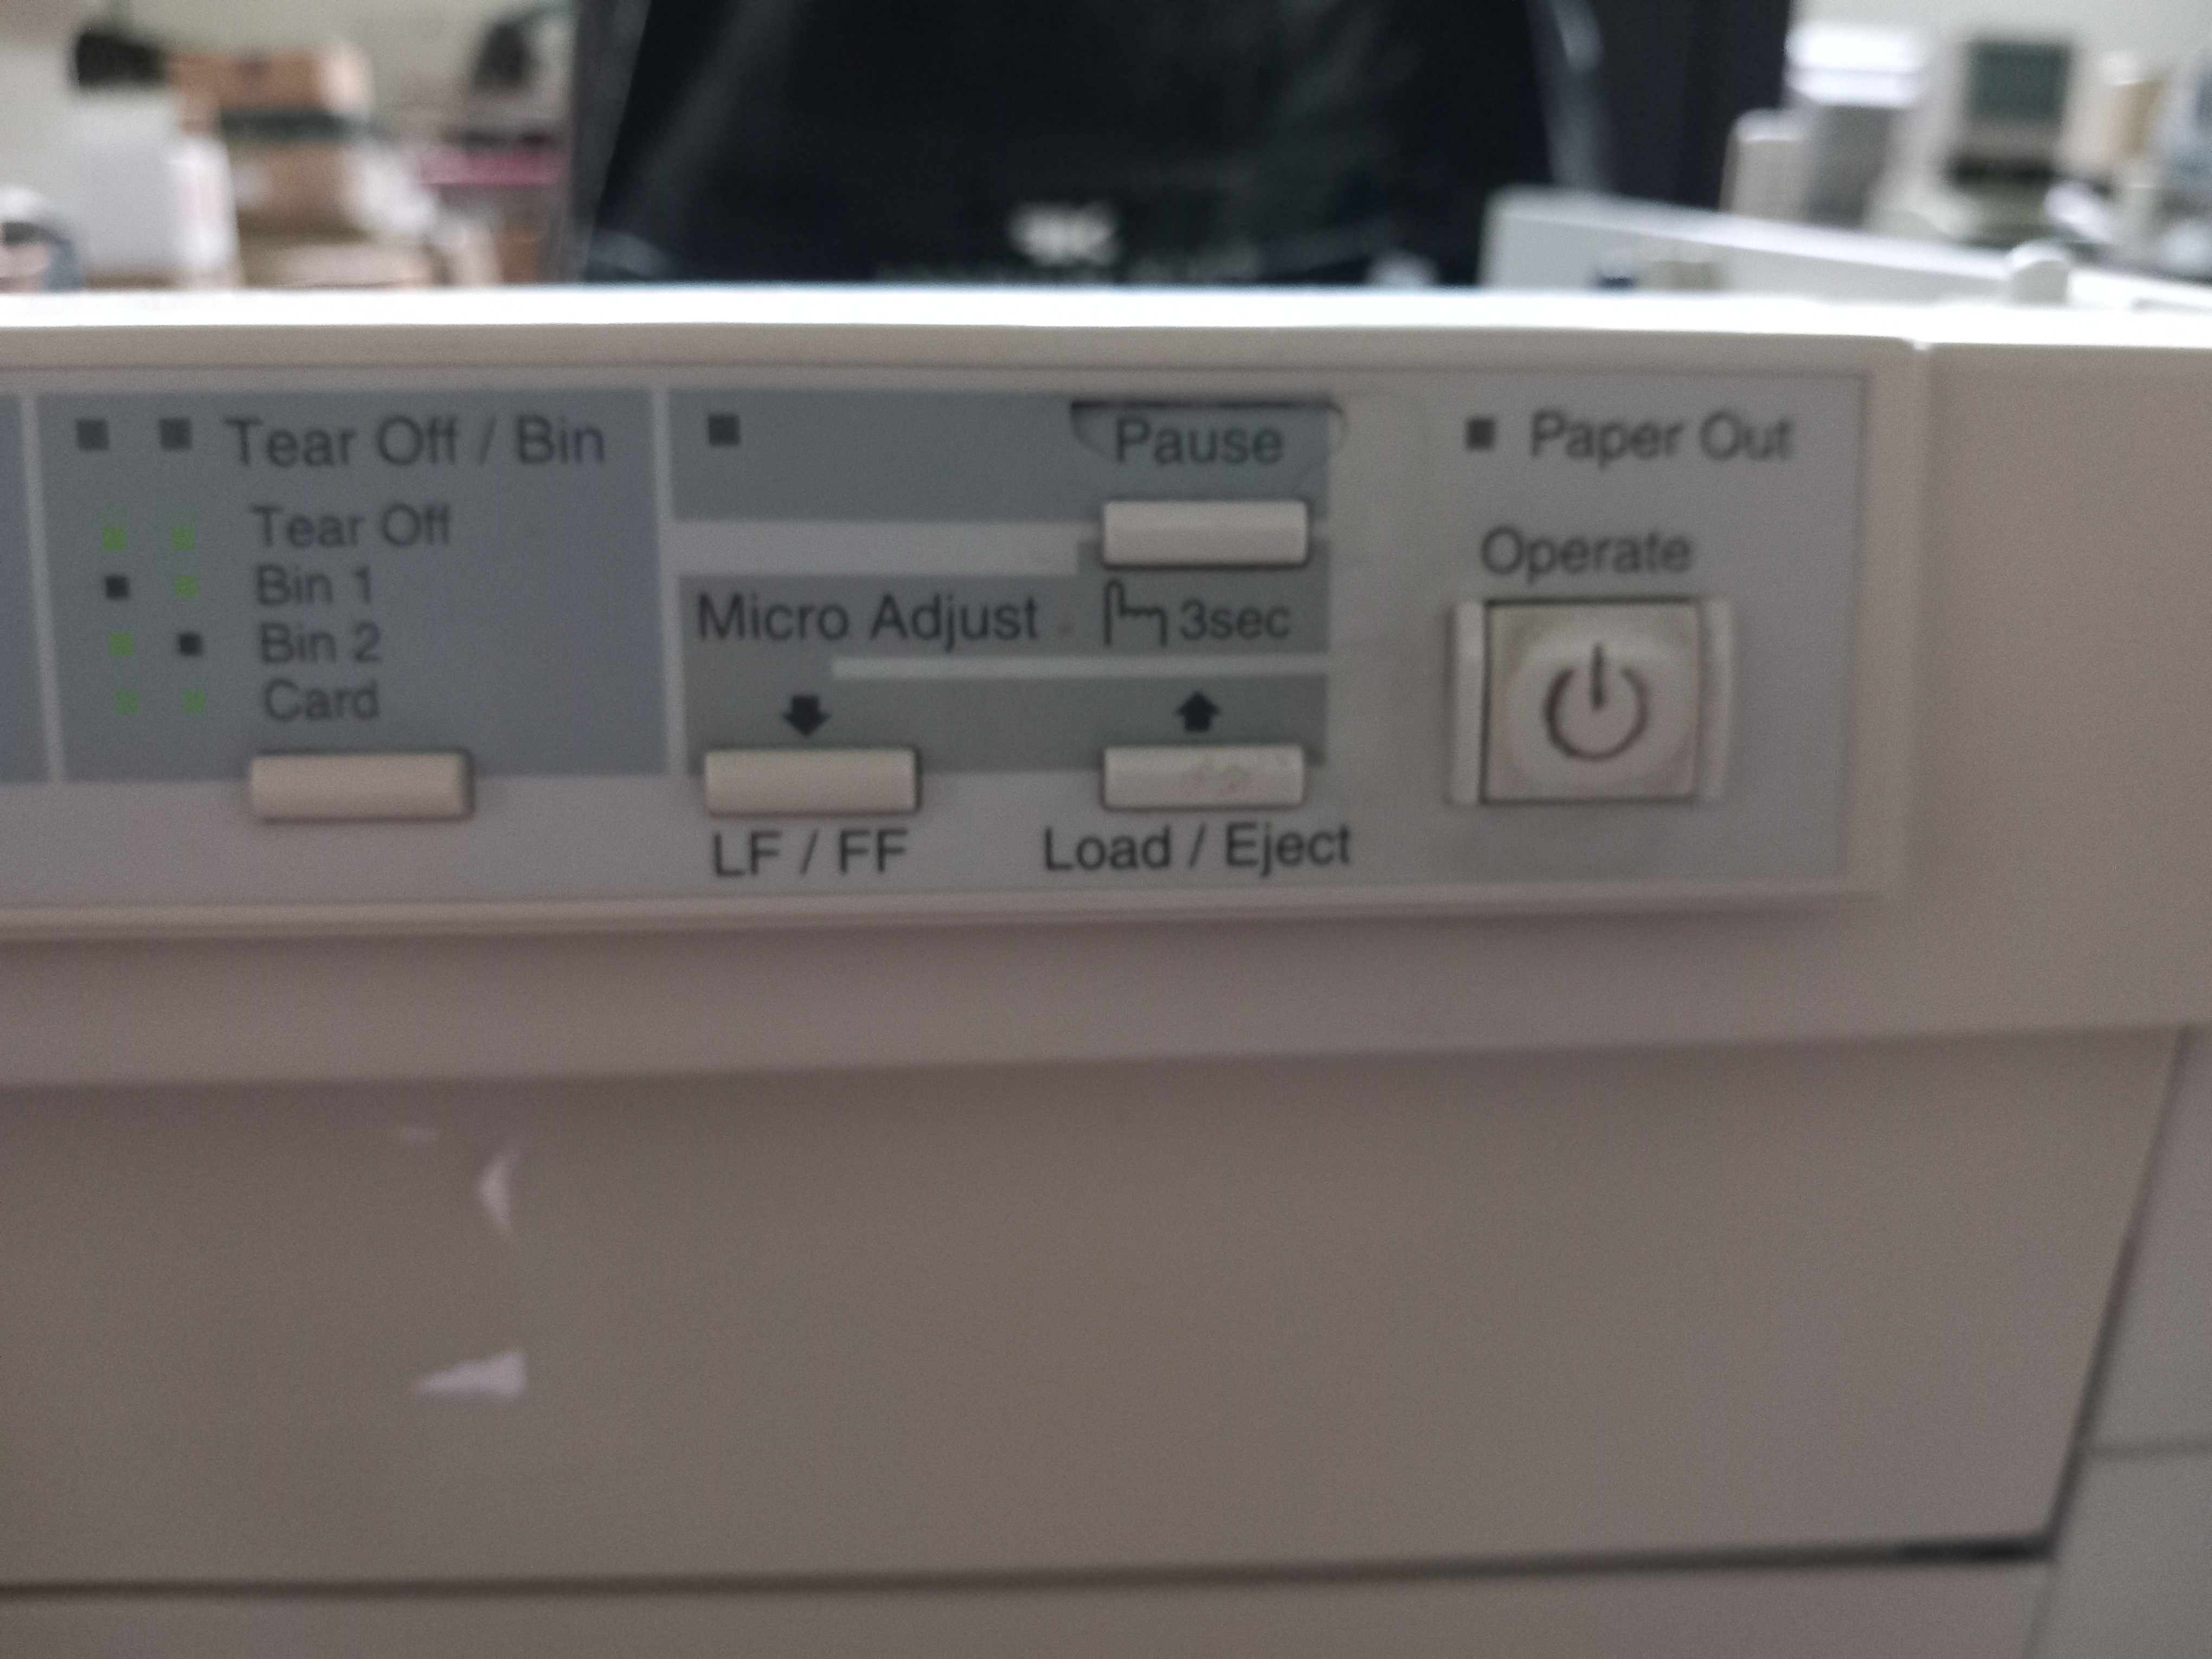 Tear Off / Bin
Tear Off
Bin 1
Bin 2
Card
Pause
Micro Adjust
3sec
LF / FF
Load / Eject
Paper Out
Operate